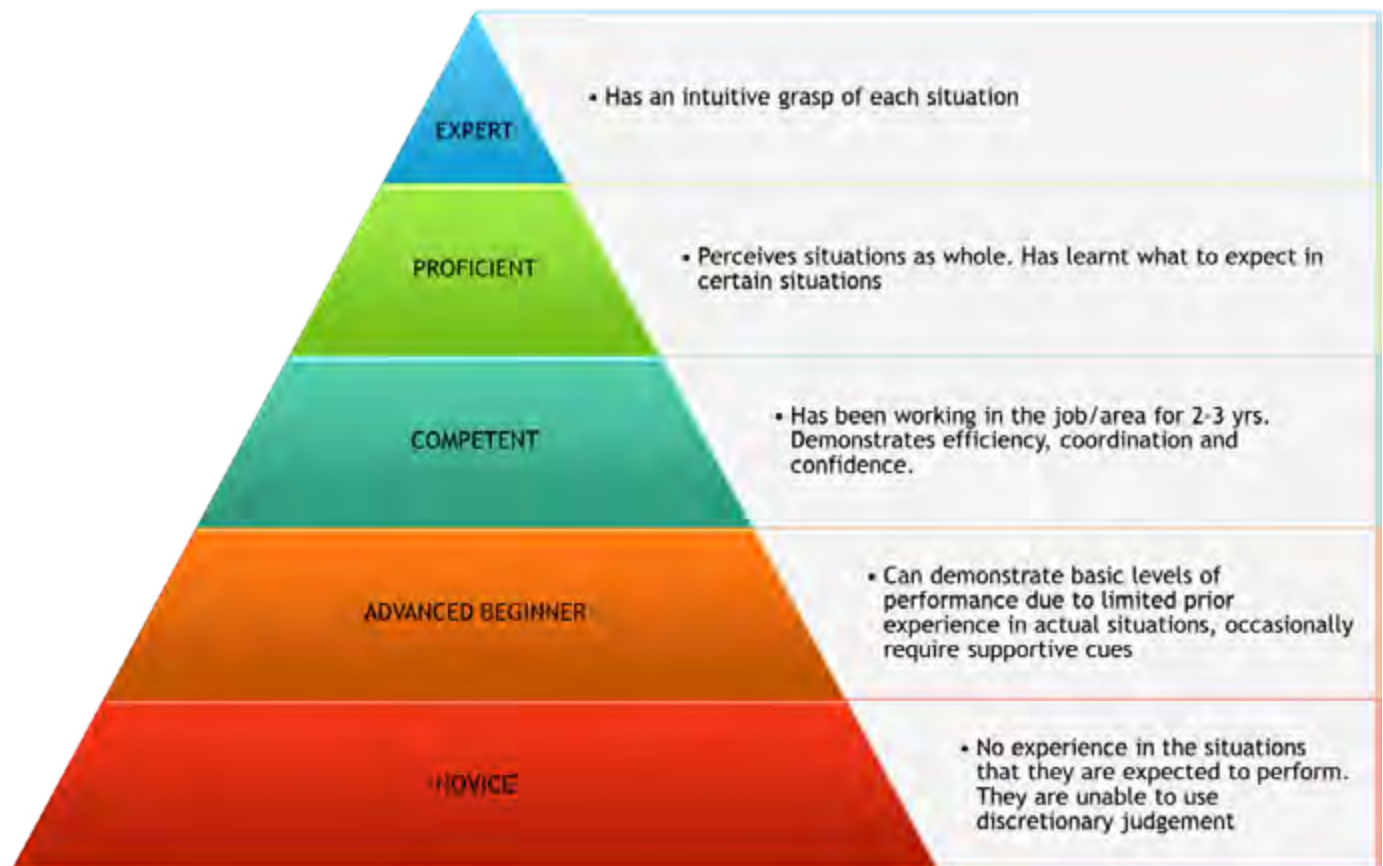 EXPERT
• Has an intuitive grasp of each situation
PROFICIENT
• Perceives situations as whole. Has learnt what to expect in
certain situations
COMPETENT
• Has been working in the job/area for 2-3 yrs.
Demonstrates efficiency, coordination and
confidence.
ADVANCED BEGINNER
• Can demonstrate basic levels of
performance due to limited prior
experience in actual situations, occasionally
require supportive cues
NOVICE
• No experience in the situations
that they are expected to perform.
They are unable to use
discretionary judgement